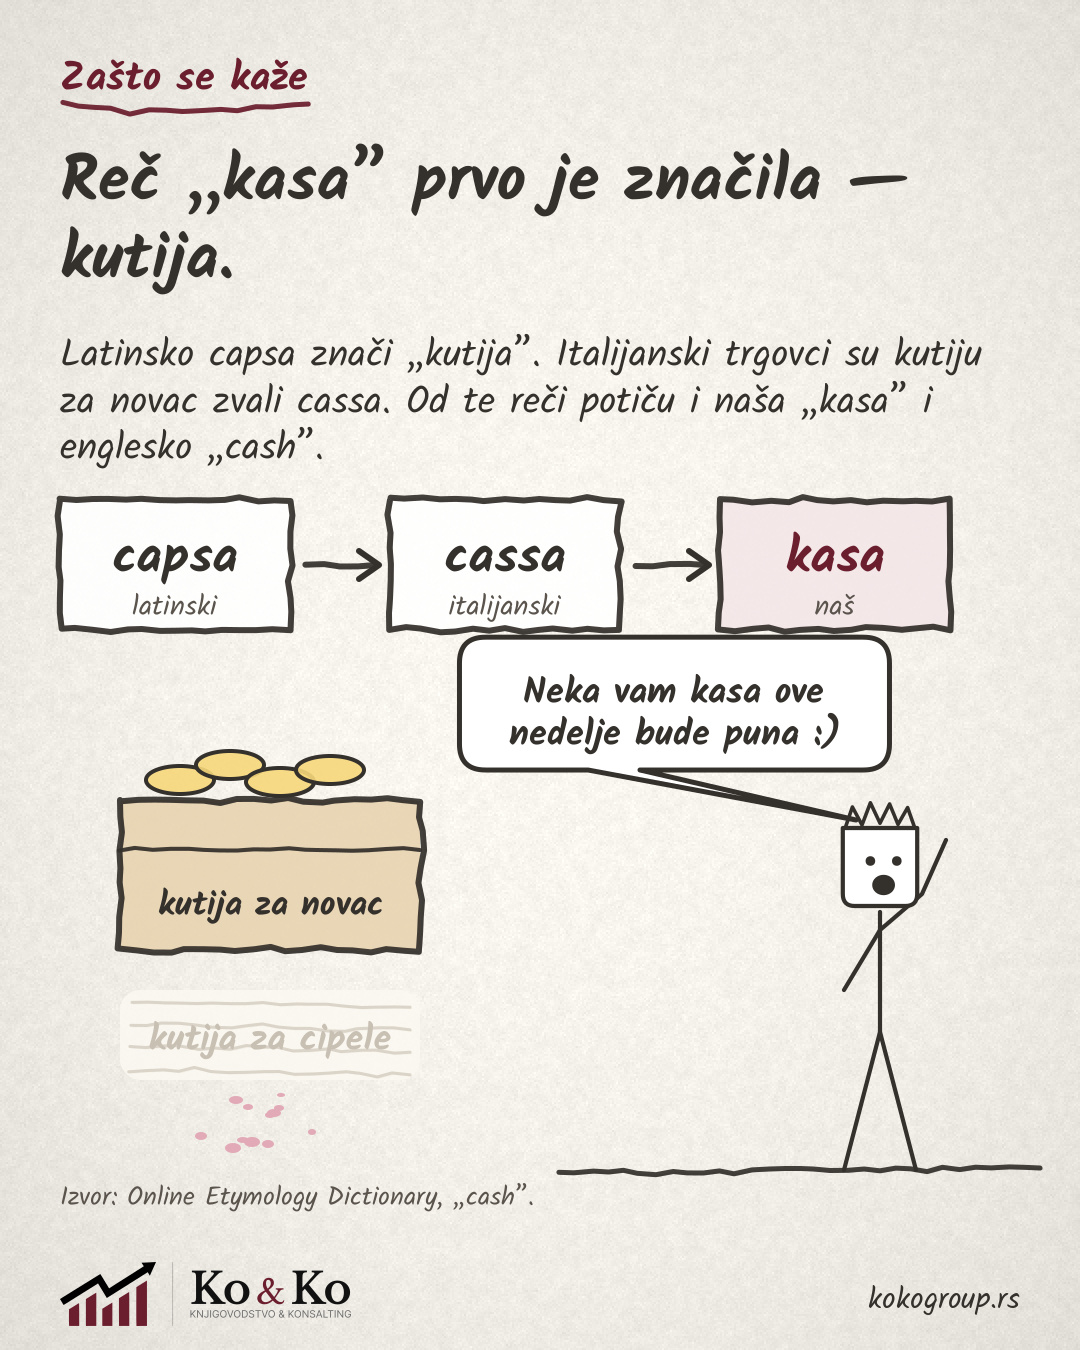 Zašto se kaže
Reč „kasa” prvo je značila —
kutija.
Latinsko capsa znači „kutija”. Italijanski trgovci su kutiju
za novac zvali cassa. Od te reči potiču i naša „kasa” i
englesko „cash”.
capsa
latinski
cassa
italijanski
kasa
naš
Neka vam kasa ove
nedelje bude puna :)
kutija za novac
kutija za cipele
Izvor: Online Etymology Dictionary, „cash”.
Ko & Ko
KNJIGOVODSTVO & KONSALTING
kokogroup.rs